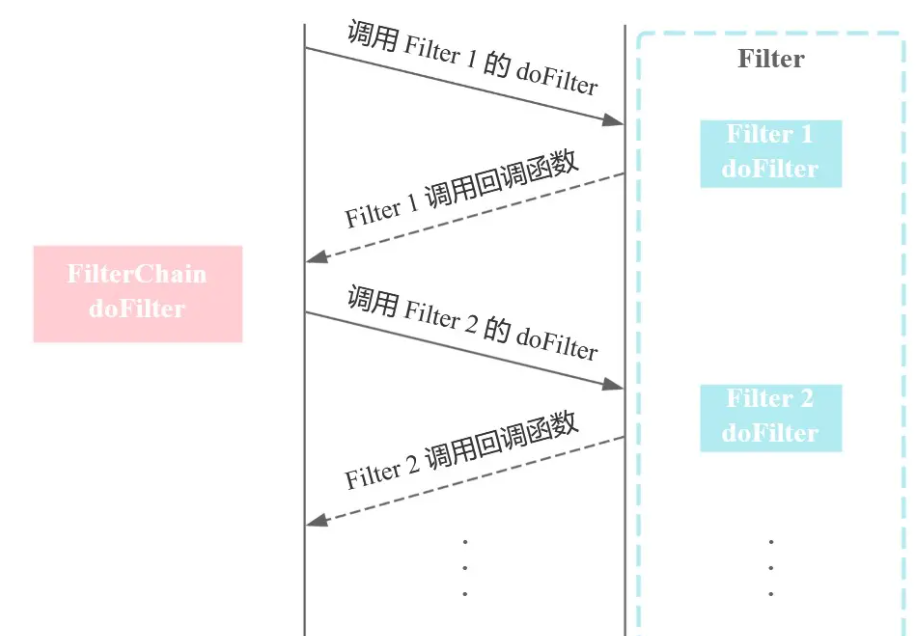 调用 Filter 1 的 doFilter
Filter
Filter 1
doFilter
Filter 1 调用回调函数
FilterChain
doFilter
调用 Filter 2 的 doFilter
Filter 2
doFilter
Filter 2 调用回调函数